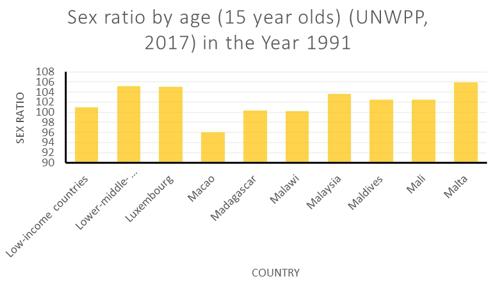 Sex ratio by age (15 year olds) (UNWPP,
2017) in the Year 1991
SEX RATIO
108
106
104
102
100
98
96
94
92
90
Low-income countries
Lower-middle- ...
Luxembourg
Macao
Madagascar
Malawi
Malaysia
Maldives
Mali
Malta
COUNTRY